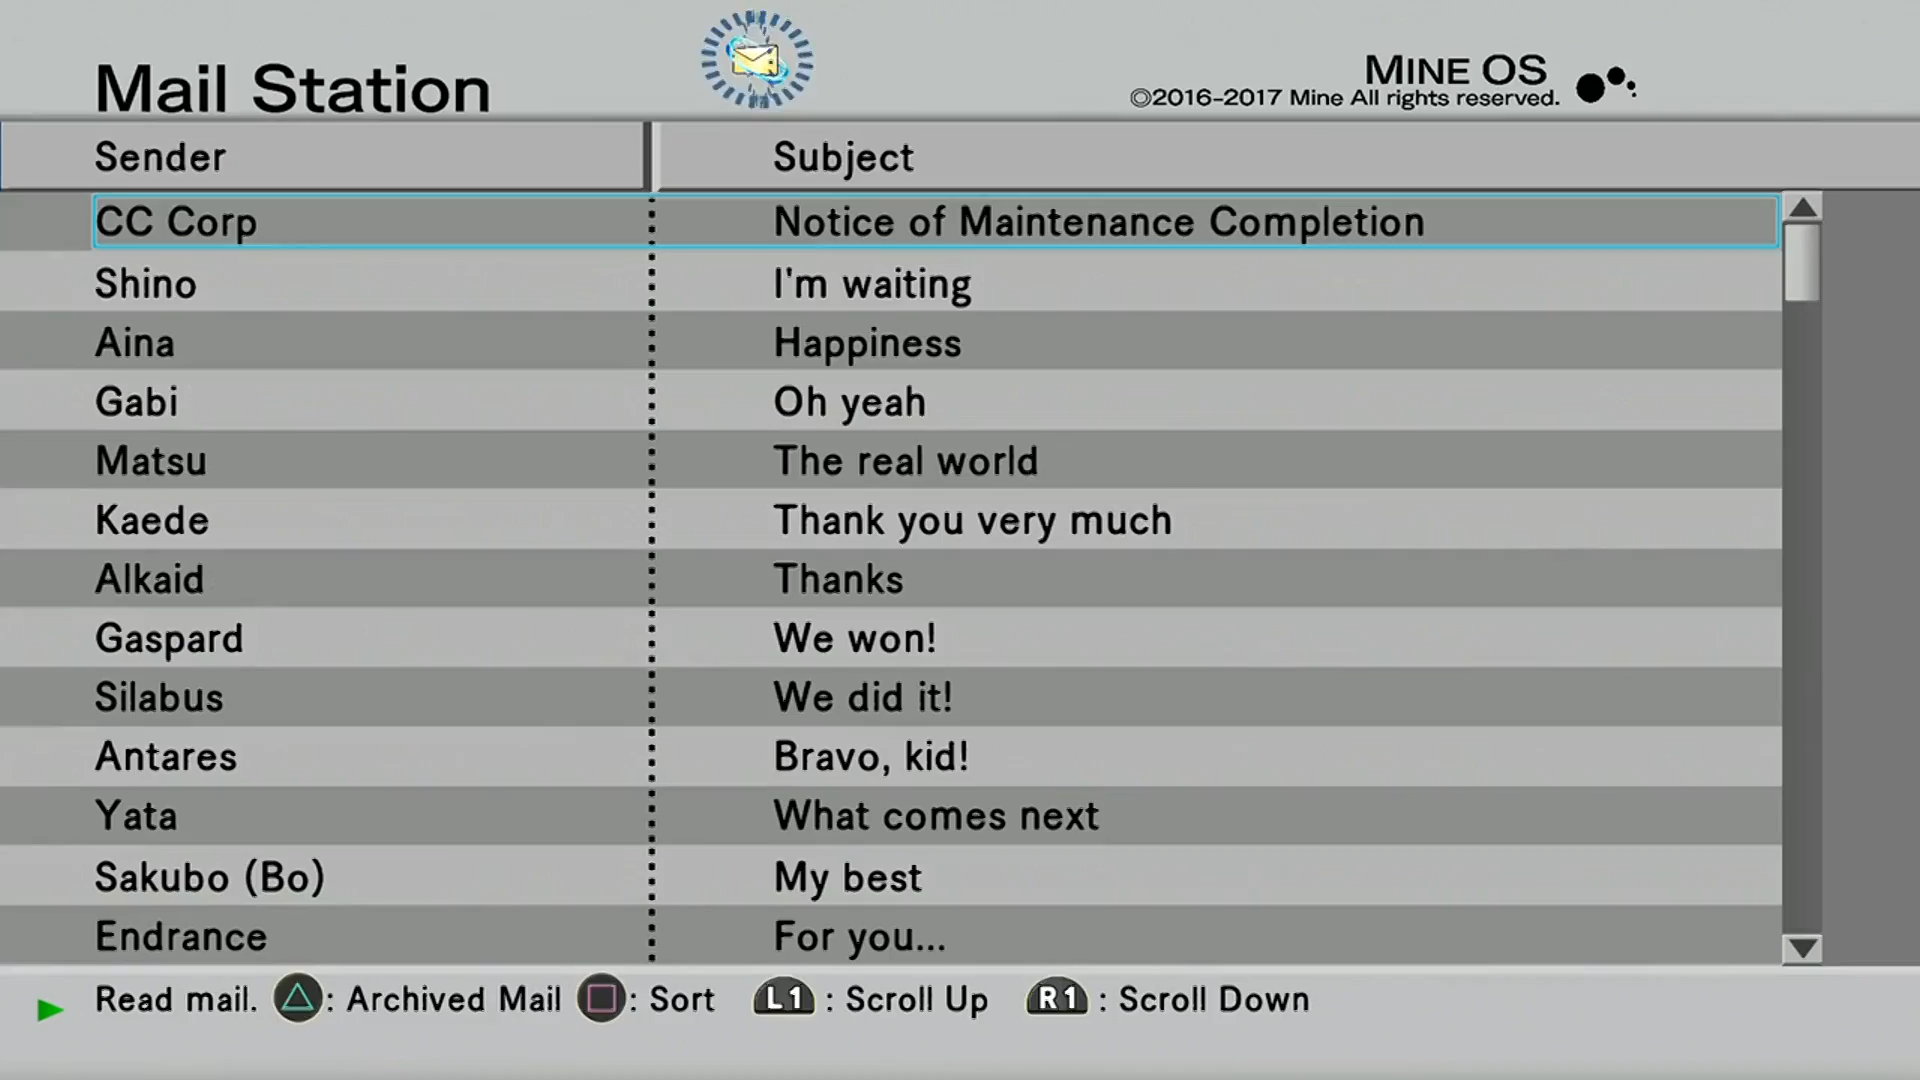 Mail Station
MINE OS
©2016-2017 Mine All rights reserved.
Sender Subject
CC Corp Notice of Maintenance Completion
Shino I'm waiting
Aina Happiness
Gabi Oh yeah
Matsu The real world
Kaede Thank you very much
Alkaid Thanks
Gaspard We won!
Silabus We did it!
Antares Bravo, kid!
Yata What comes next
Sakubo (Bo) My best
Endrance For you...
Read mail. : Archived Mail : Sort L1 : Scroll Up R1 : Scroll Down